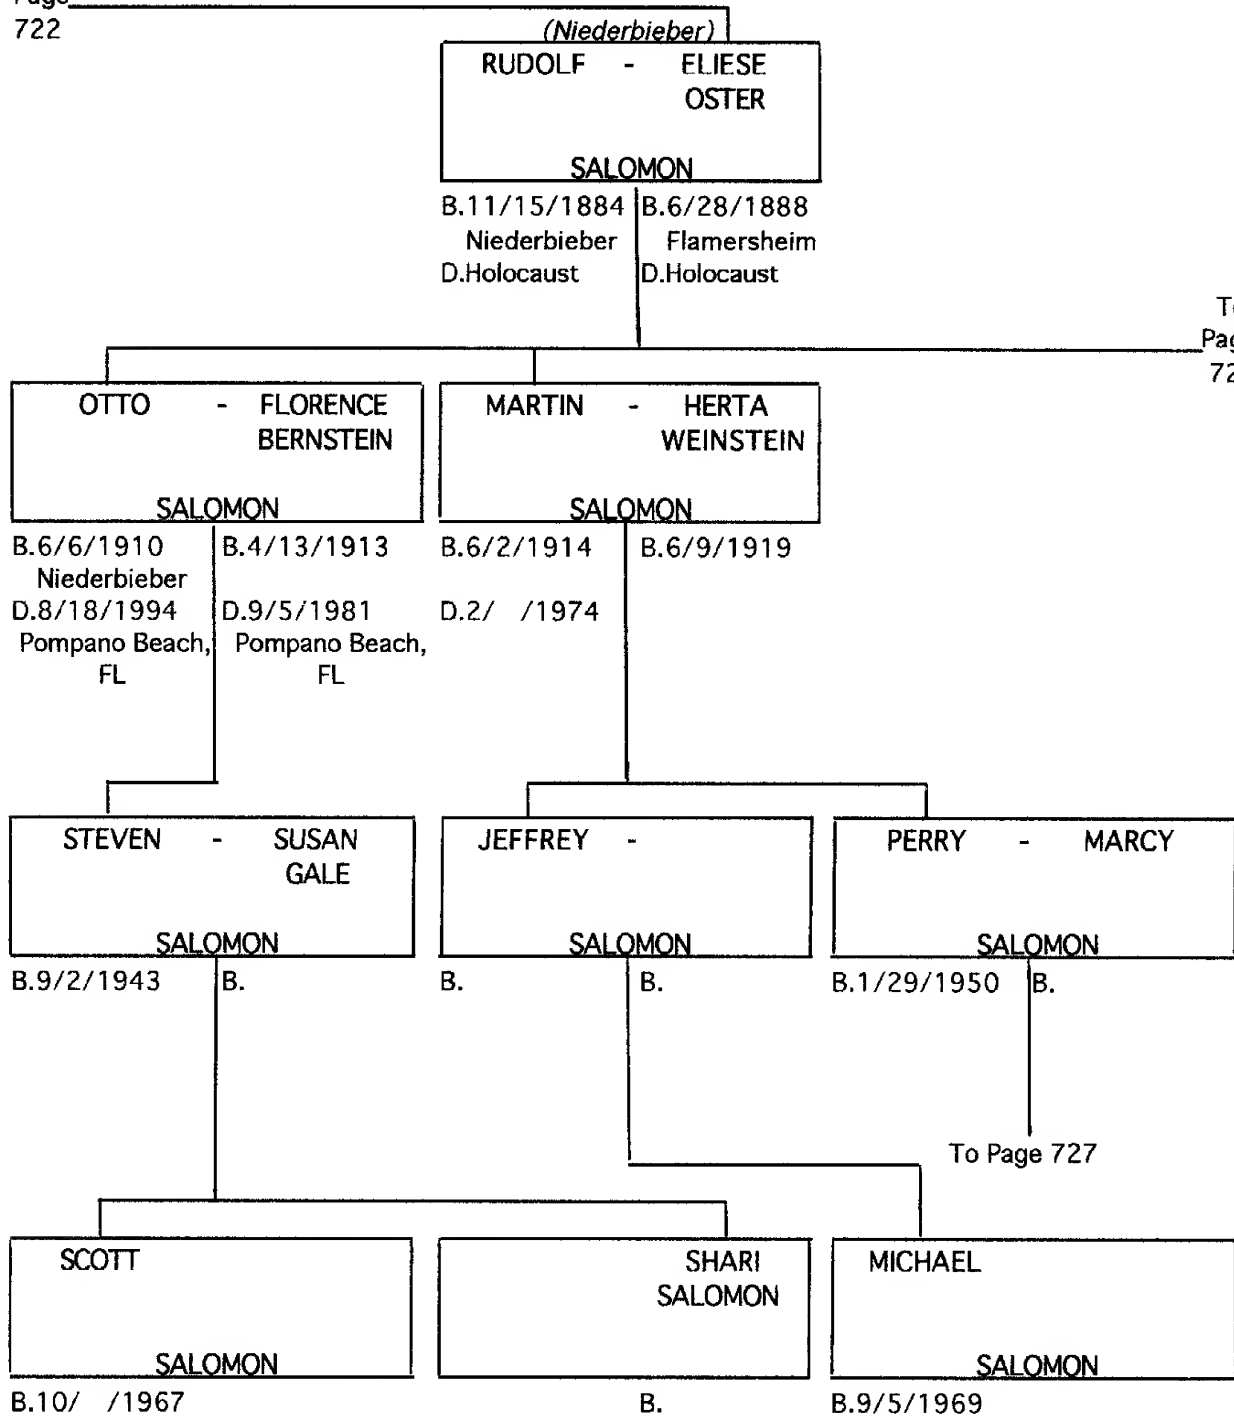 722
(Niederbieber)
RUDOLF - ELIESE
OSTER
SALOMON
B.11/15/1884 B.6/28/1888
Niederbieber Flamersheim
D.Holocaust D.Holocaust
OTTO - FLORENCE
BERNSTEIN
SALOMON
MARTIN - HERTA
WEINSTEIN
SALOMON
B.6/6/1910 B.4/13/1913
Niederbieber
D.8/18/1994 D.9/5/1981
Pompano Beach, Pompano Beach,
FL FL
B.6/2/1914 B.6/9/1919
D.2/ /1974
STEVEN - SUSAN
GALE
SALOMON
B.9/2/1943 B.
JEFFREY -
SALOMON
B. B.
PERRY - MARCY
SALOMON
B.1/29/1950 B.
To Page 727
SCOTT
SALOMON
B.10/ /1967
SHARI
SALOMON
B.
MICHAEL
SALOMON
B.9/5/1969